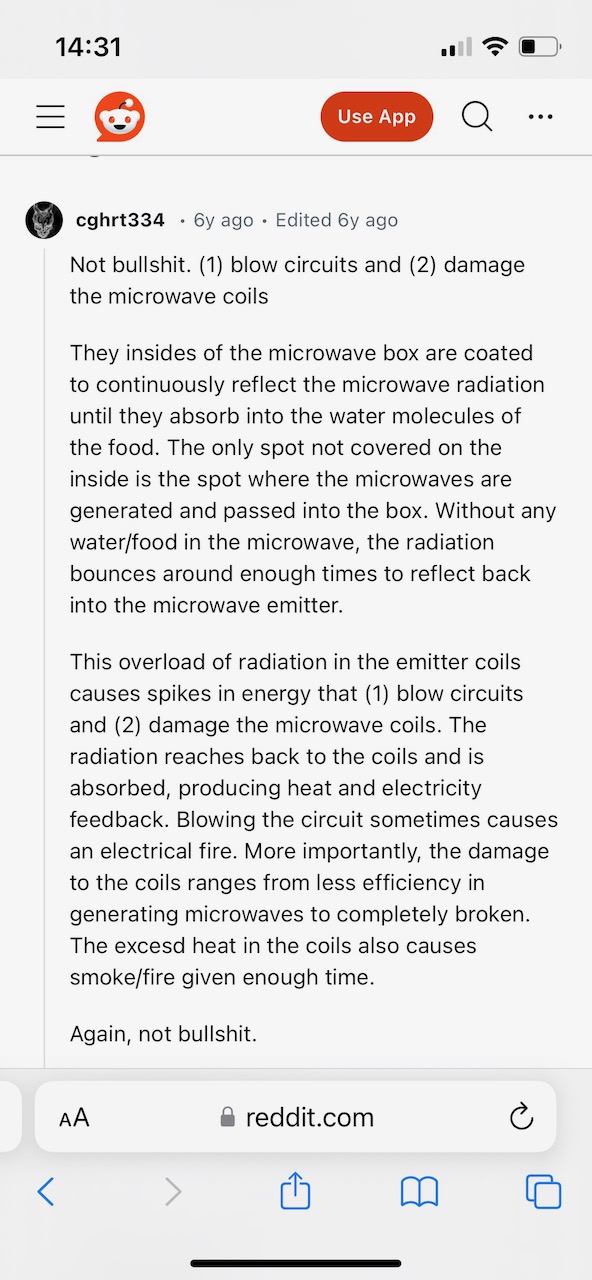 14:31
Use App
cghrt334 • 6y ago • Edited 6y ago
Not bullshit. (1) blow circuits and (2) damage
the microwave coils
They insides of the microwave box are coated
to continuously reflect the microwave radiation
until they absorb into the water molecules of
the food. The only spot not covered on the
inside is the spot where the microwaves are
generated and passed into the box. Without any
water/food in the microwave, the radiation
bounces around enough times to reflect back
into the microwave emitter.
This overload of radiation in the emitter coils
causes spikes in energy that (1) blow circuits
and (2) damage the microwave coils. The
radiation reaches back to the coils and is
absorbed, producing heat and electricity
feedback. Blowing the circuit sometimes causes
an electrical fire. More importantly, the damage
to the coils ranges from less efficiency in
generating microwaves to completely broken.
The excesd heat in the coils also causes
smoke/fire given enough time.
Again, not bullshit.
AA reddit.com